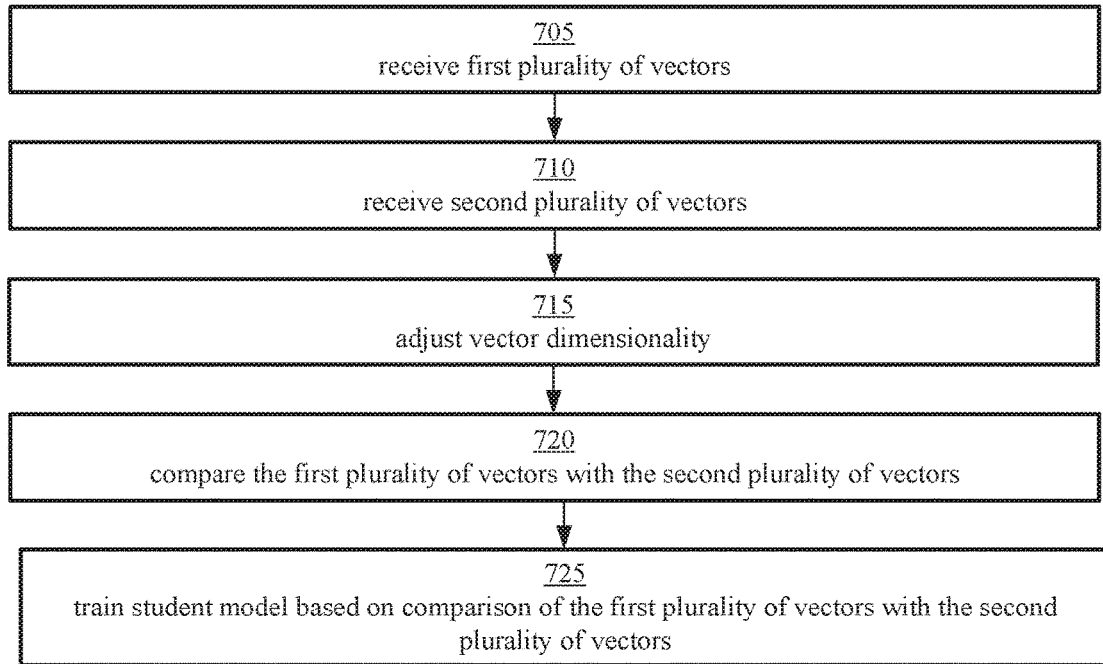 705
receive first plurality of vectors
710
receive second plurality of vectors
715
adjust vector dimensionality
720
compare the first plurality of vectors with the second plurality of vectors
725
train student model based on comparison of the first plurality of vectors with the second
plurality of vectors